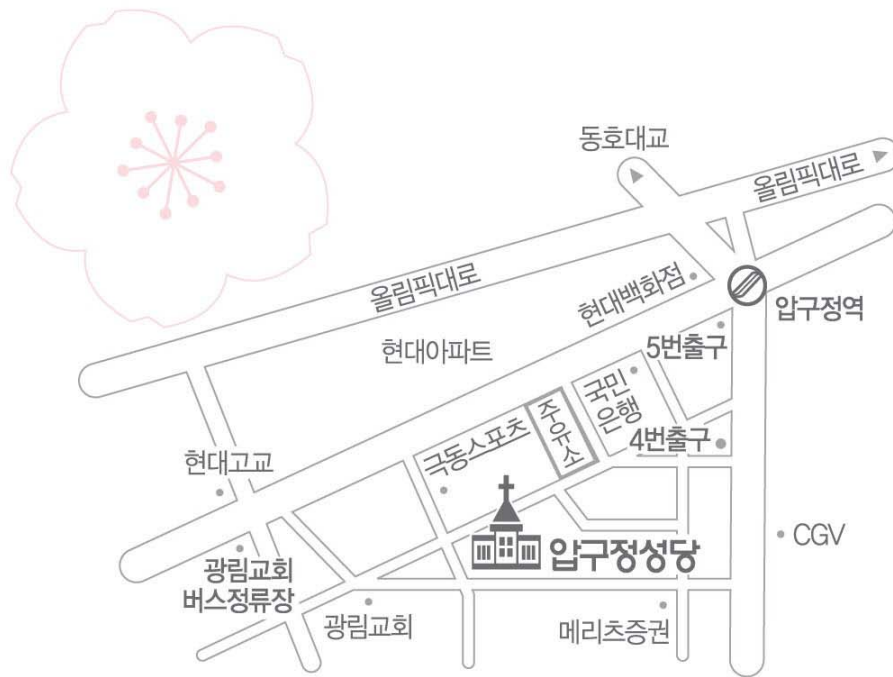 동호대교
올림픽대로
올림픽대로
현대백화점
압구정역
현대아파트
5번출구
국민
은행
주유소
4번출구
극동스포츠
현대고교
CGV
압구정성당
광림교회
버스정류장
광림교회
메리츠증권